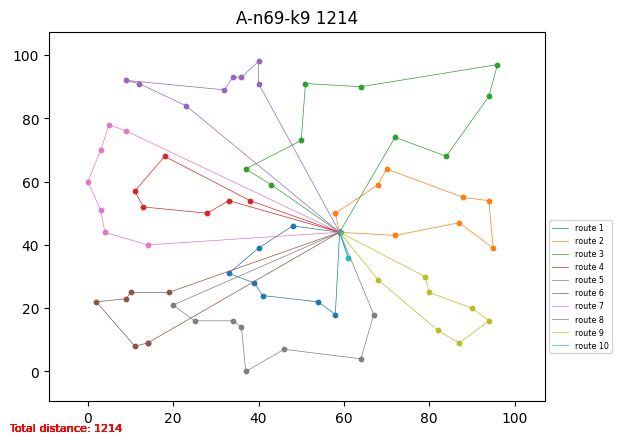 A-n69-k9 1214
100
80
60
40
20
0
0 20 40 60 80 100
route 1
route 2
route 3
route 4
route 5
route 6
route 7
route 8
route 9
route 10
Total distance: 1214